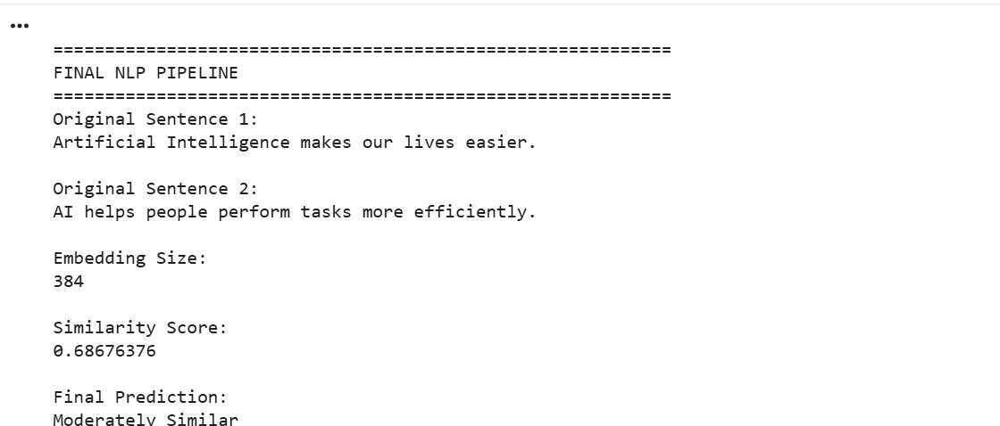 ============================================================
FINAL NLP PIPELINE
============================================================
Original Sentence 1:
Artificial Intelligence makes our lives easier.
Original Sentence 2:
AI helps people perform tasks more efficiently.
Embedding Size:
384
Similarity Score:
0.68676376
Final Prediction:
Moderately Similar